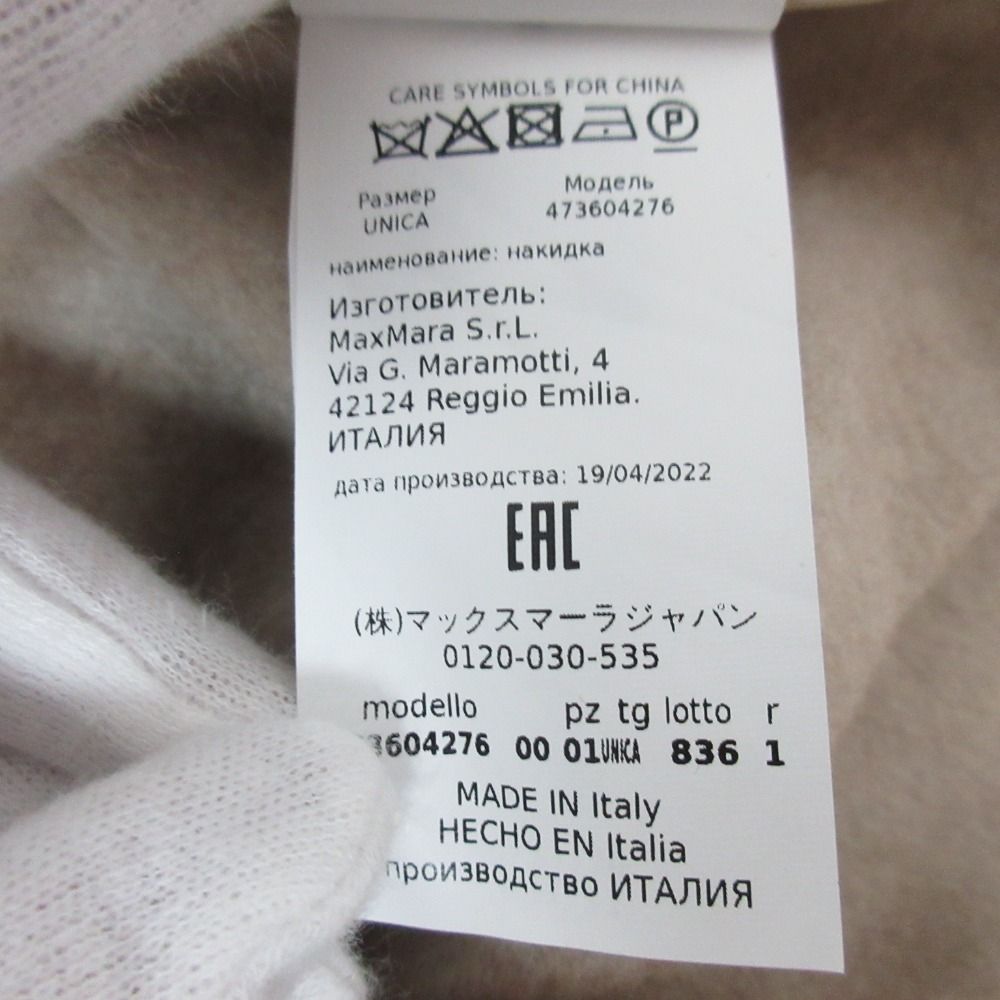 CARE SYMBOLS FOR CHINA
P
Размер Модель
UNICA 473604276
наименование: накидка
Изготовитель:
MaxMara S.r.L.
Via G. Maramotti, 4
42124 Reggio Emilia.
ИТАЛИЯ
дата производства: 19/04/2022
EAC
(株)マックスマーラジャパン
0120-030-535
modello pz tg lotto r
3604276 00 01 UNICA 836 1
MADE IN Italy
HECHO EN Italia
производство ИТАЛИЯ